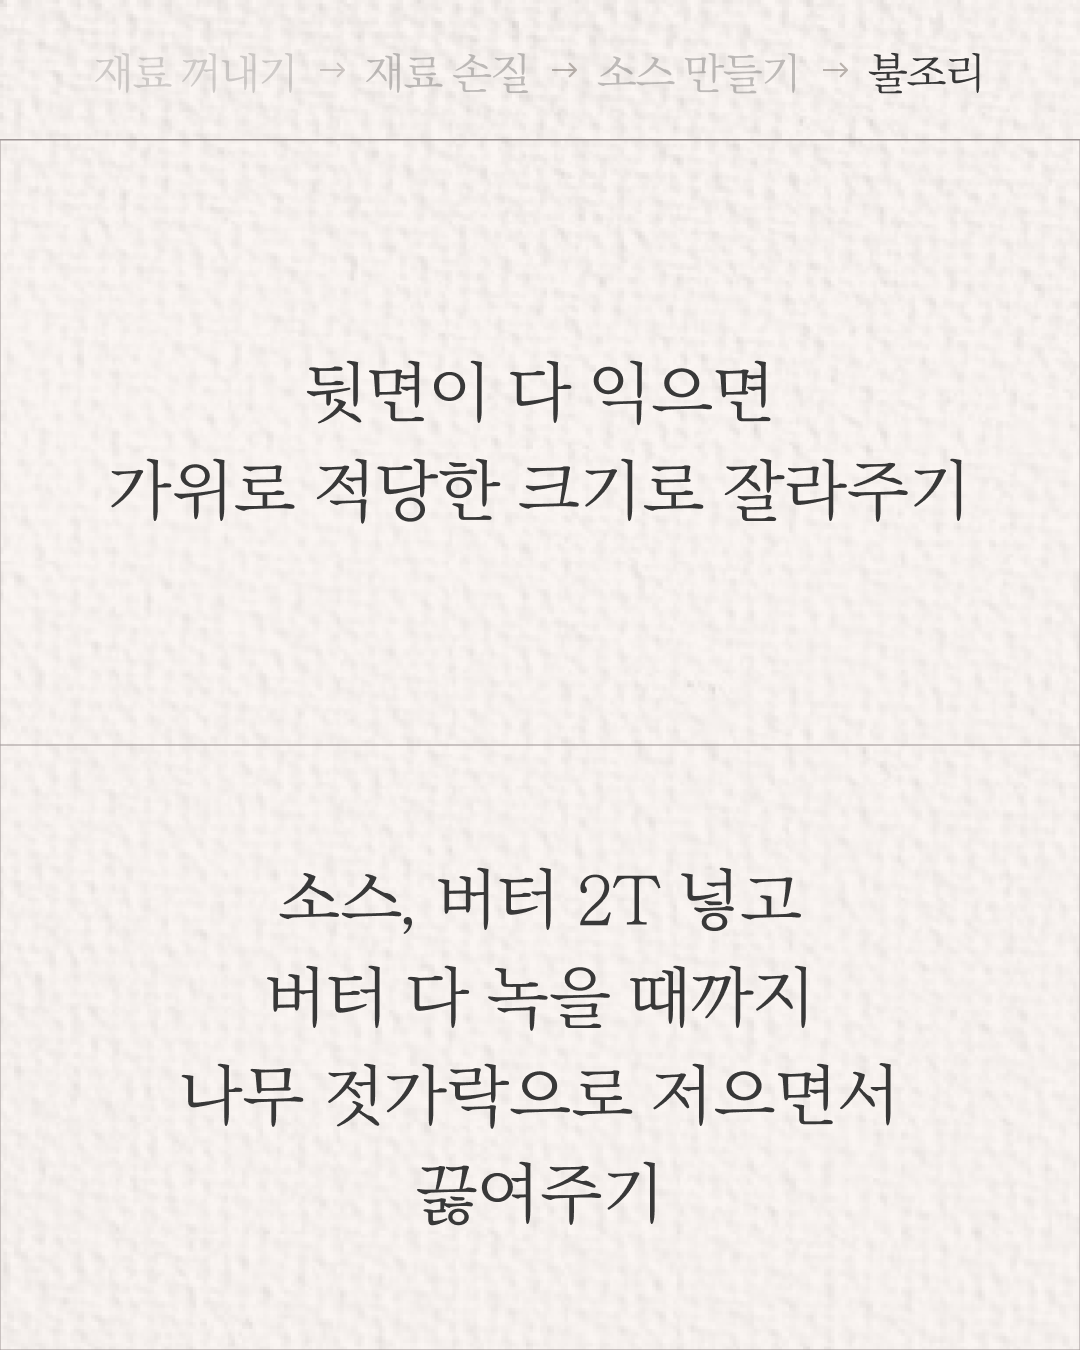 재료 꺼내기 → 재료 손질 → 소스 만들기 → 불조리
뒷면이 다 익으면
가위로 적당한 크기로 잘라주기
소스, 버터 2T 넣고
버터 다 녹을 때까지
나무 젓가락으로 저으면서
끓여주기